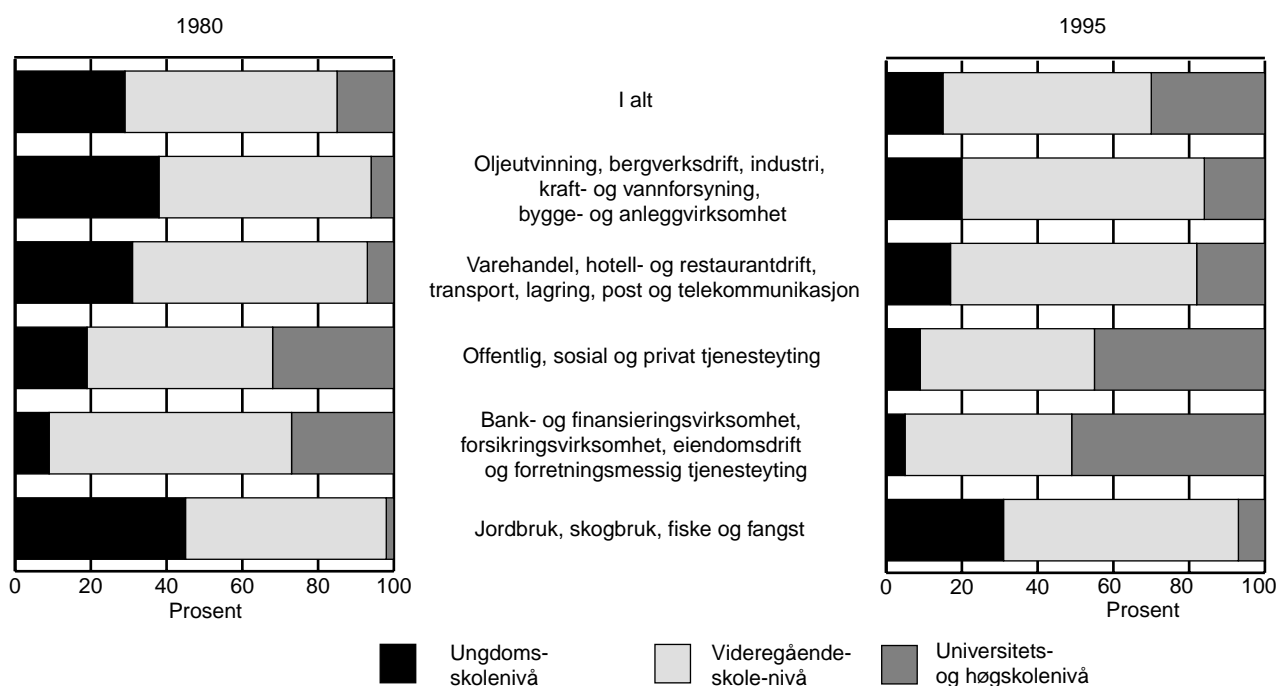 1980
1995
I alt
Oljeutvinning, bergverksdrift, industri,
kraft- og vannforsyning,
bygge- og anleggvirksomhet
Varehandel, hotell- og restaurantdrift,
transport, lagring, post og telekommunikasjon
Offentlig, sosial og privat tjenesteyting
Bank- og finansieringsvirksomhet,
forsikringsvirksomhet, eiendomsdrift
og forretningsmessig tjenesteyting
Jordbruk, skogbruk, fiske og fangst
0 20 40 60 80 100
Prosent
0 20 40 60 80 100
Prosent
Ungdoms-
skolenivå
Videregående-
skole-nivå
Universitets-
og høgskolenivå